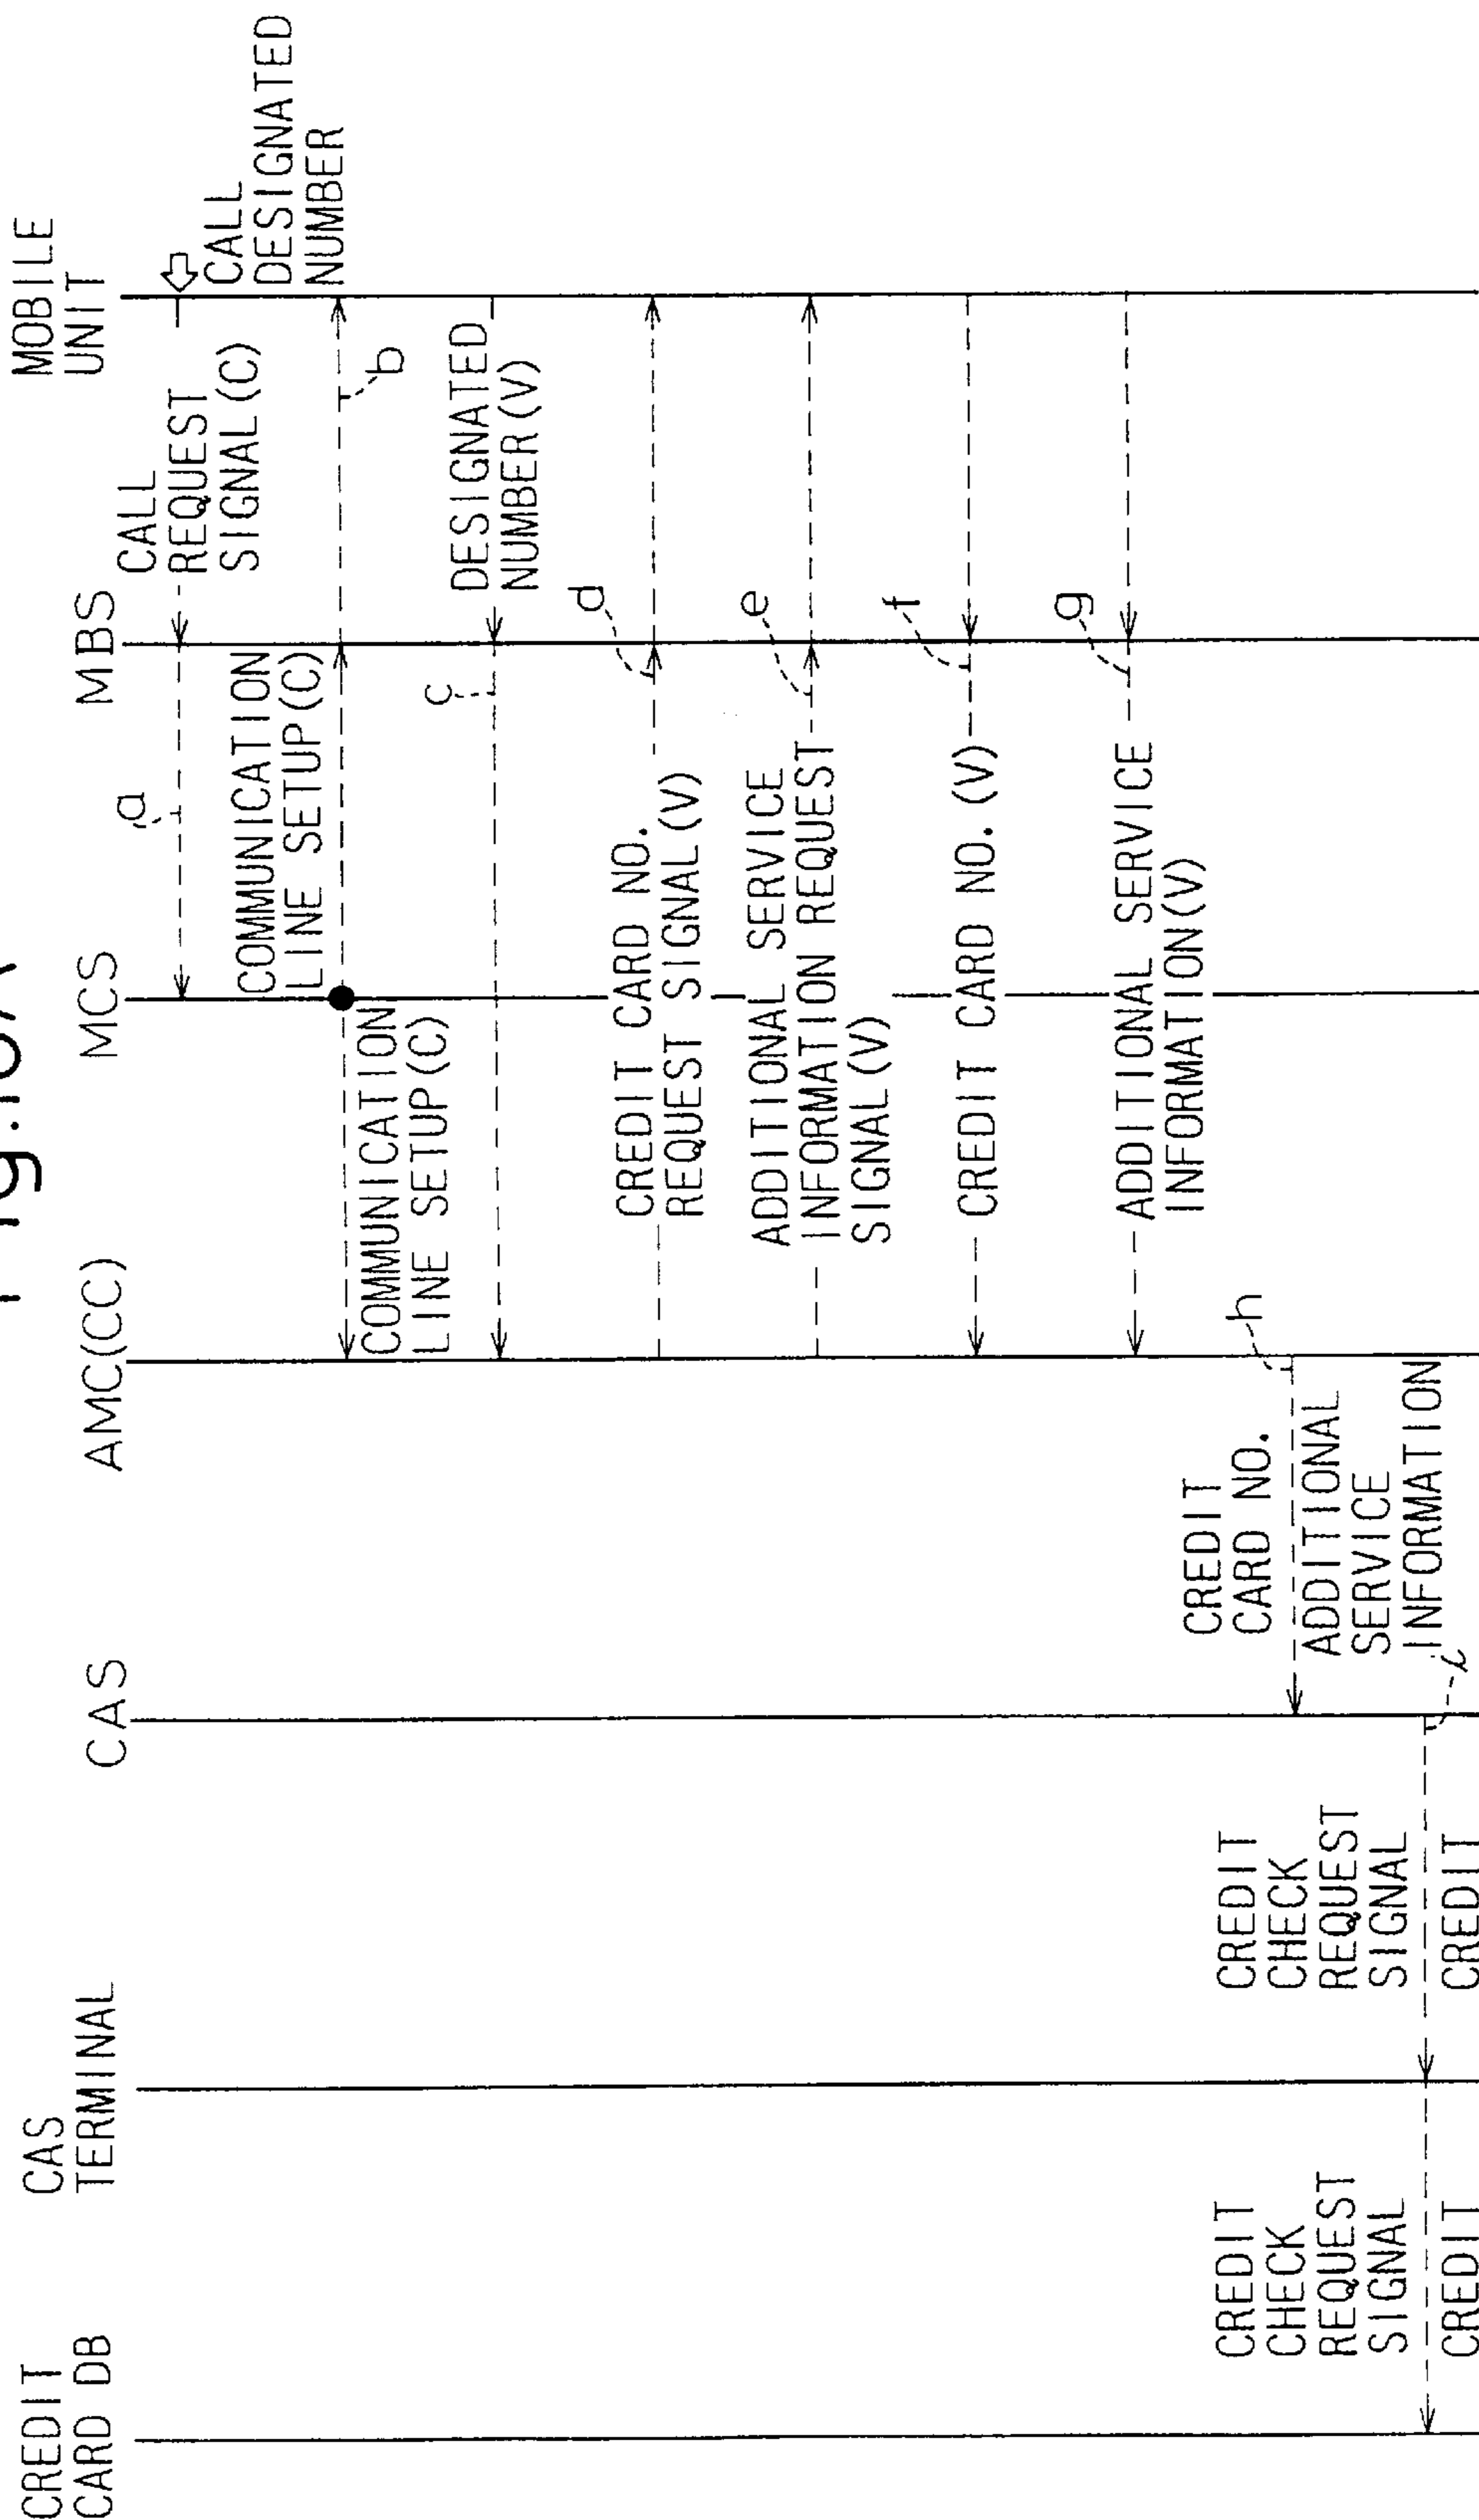 CREDIT
CARD DB
CAS
TERMINAL
CAS
AMC(CC)
MCS
MBS
MOBILE
UNIT
a
CALL
REQUEST
SIGNAL(C)
CALL
DESIGNATED
NUMBER
COMMUNICATION
LINE SETUP(C)
COMMUNICATION
LINE SETUP(C)
b
c
DESIGNATED
NUMBER(V)
CREDIT CARD NO.
REQUEST SIGNAL(V)
d
ADDITIONAL SERVICE
INFORMATION REQUEST
SIGNAL(V)
e
CREDIT CARD NO.(V)
f
ADDITIONAL SERVICE
INFORMATION(V)
g
CREDIT
CARD NO.
h
ADDITIONAL
SERVICE
INFORMATION
CREDIT
CHECK
REQUEST
SIGNAL
CREDIT
CHECK
REQUEST
SIGNAL
i
CREDIT
CREDIT